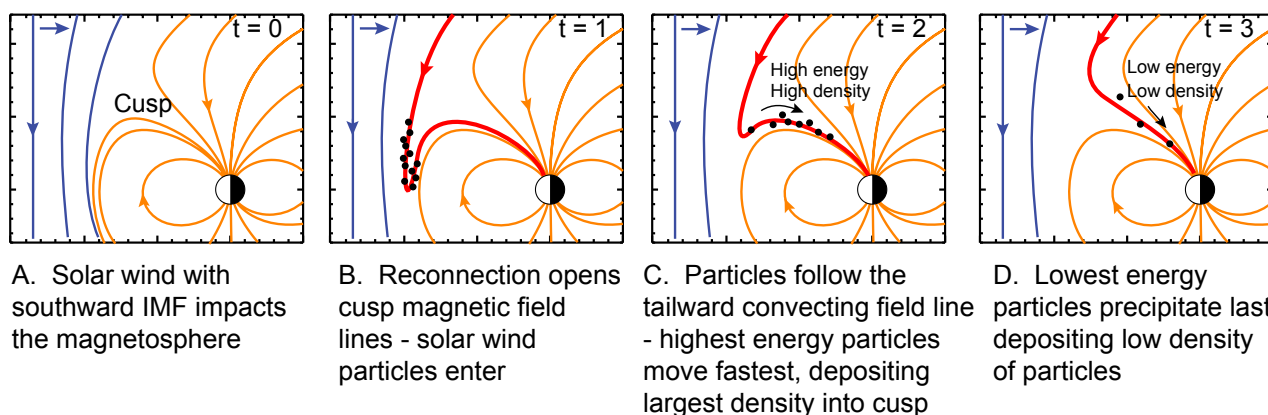 t = 0
Cusp
t = 1
t = 2
High energy
High density
t = 3
Low energy
Low density
A. Solar wind with
southward IMF impacts
the magnetosphere
B. Reconnection opens
cusp magnetic field
lines - solar wind
particles enter
C. Particles follow the
tailward convecting field line
- highest energy particles
move fastest, depositing
largest density into cusp
D. Lowest energy
particles precipitate last
depositing low density
of particles